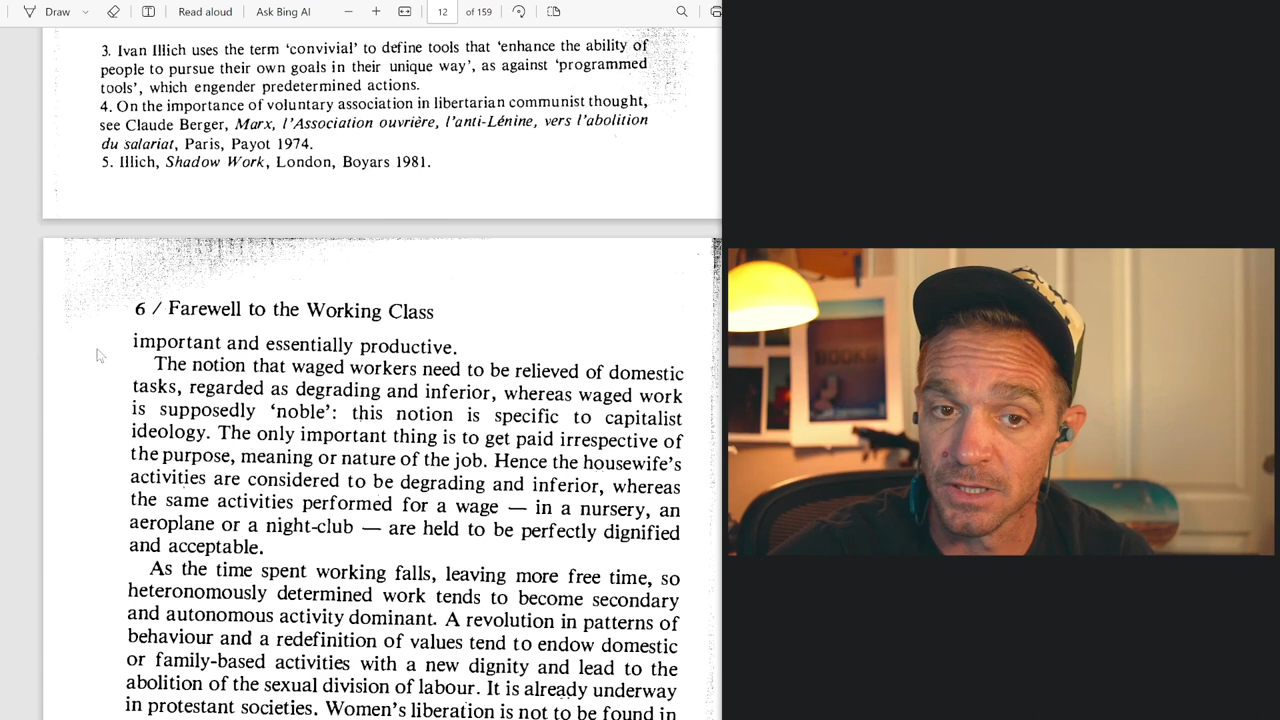 Draw
Read aloud
Ask Bing AI
12
of 159
3. Ivan Illich uses the term ‘convivial’ to define tools that ‘enhance the ability of
people to pursue their own goals in their unique way’, as against ‘programmed
tools’, which engender predetermined actions.
4. On the importance of voluntary association in libertarian communist thought,
see Claude Berger, Marx, l’Association ouvrière, l’anti-Lénine, vers l’abolition
du salariat, Paris, Payot 1974.
5. Illich, Shadow Work, London, Boyars 1981.
6 / Farewell to the Working Class
important and essentially productive.
The notion that waged workers need to be relieved of domestic
tasks, regarded as degrading and inferior, whereas waged work
is supposedly ‘noble’: this notion is specific to capitalist
ideology. The only important thing is to get paid irrespective of
the purpose, meaning or nature of the job. Hence the housewife’s
activities are considered to be degrading and inferior, whereas
the same activities performed for a wage — in a nursery, an
aeroplane or a night-club — are held to be perfectly dignified
and acceptable.
As the time spent working falls, leaving more free time, so
heteronomously determined work tends to become secondary
and autonomous activity dominant. A revolution in patterns of
behaviour and a redefinition of values tend to endow domestic
or family-based activities with a new dignity and lead to the
abolition of the sexual division of labour. It is already underway
in protestant societies. Women’s liberation is not to be found in
BOOKS